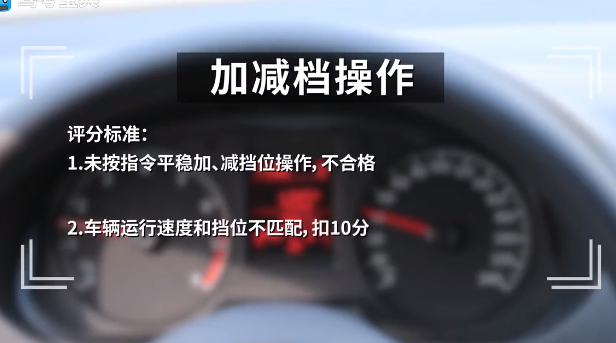 加减档操作
评分标准：
1.未按指令平稳加、减挡位操作,不合格
2.车辆运行速度和挡位不匹配,扣10分